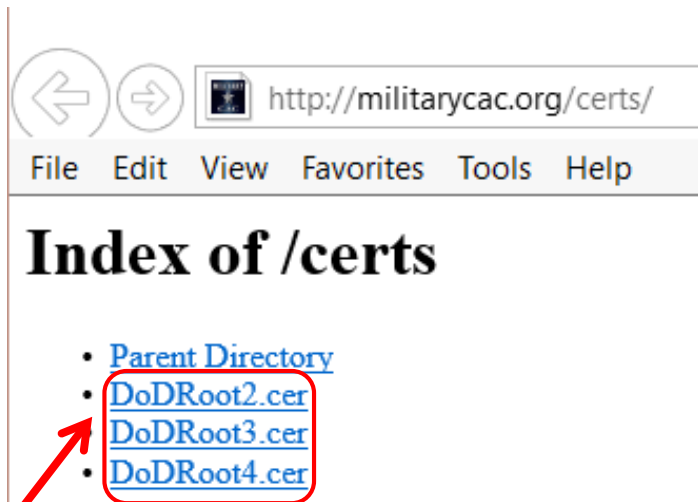 http://militarycac.org/certs/
File Edit View Favorites Tools Help
Index of /certs
• Parent Directory
• DoDRoot2.cer
• DoDRoot3.cer
• DoDRoot4.cer